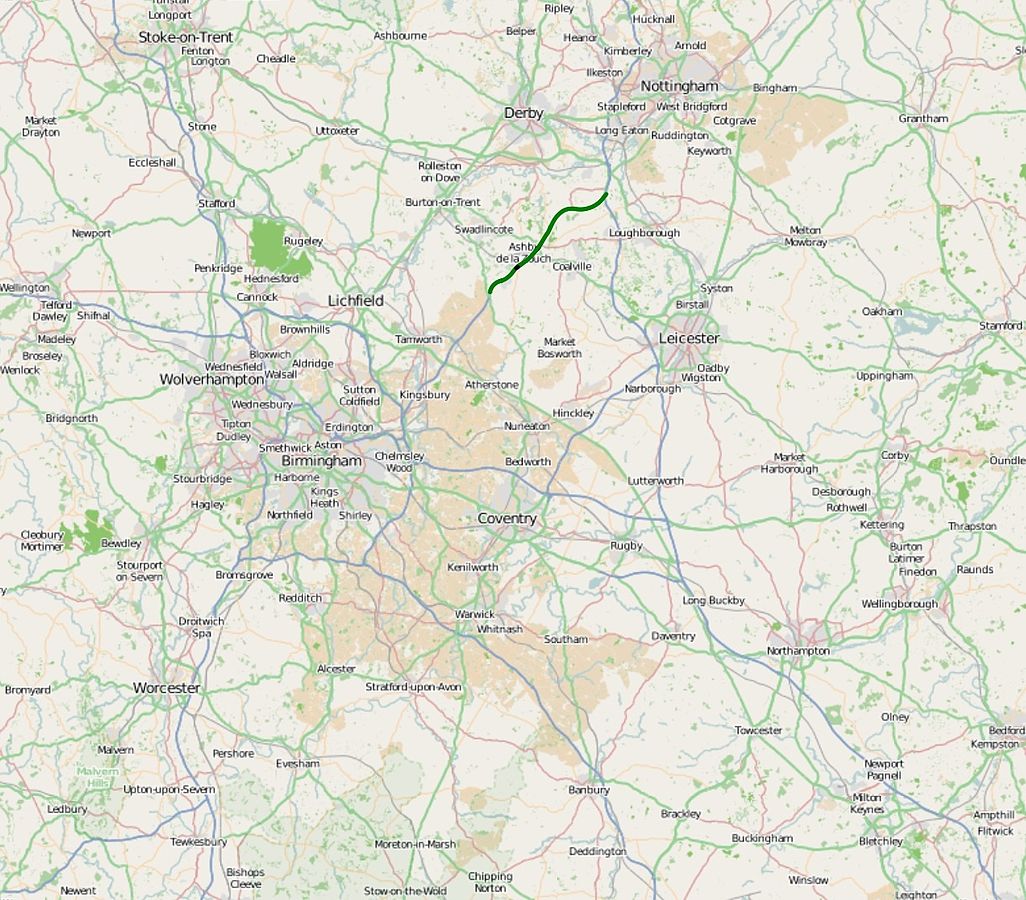 Tunstall
Longport
Ripley
Hucknall
Stoke-on-Trent
Ashbourne
Belper
Heanor
Kimberley
Arnold
Fenton
Longton
Cheadle
Ilkeston
Nottingham
Bingham
Market
Drayton
Stone
Uttoxeter
Derby
Stapleford
West Bridgford
Cotgrave
Grantham
Long Eaton
Ruddington
Keyworth
Eccleshall
Rolleston
on Dove
Stafford
Burton-on-Trent
Newport
Rugeley
Swadlincote
Ashby
de la Zouch
Loughborough
Melton
Mowbray
Penkridge
Hednesford
Coalville
Wellington
Telford
Dawley
Shifnal
Cannock
Lichfield
Syston
Birstall
Oakham
Stamford
Madeley
Broseley
Wenlock
Brownhills
Tamworth
Market
Bosworth
Leicester
Bloxwich
Wednesfield
Walsall
Aldridge
Wolverhampton
Sutton
Coldfield
Kingsbury
Atherstone
Narborough
Oadby
Wigston
Uppingham
Bridgnorth
Wednesbury
Tipton
Dudley
Erdington
Hinckley
Nuneaton
Smethwick
Aston
Birmingham
Chelmsley
Wood
Bedworth
Market
Harborough
Corby
Oundle
Stourbridge
Harborne
Kings
Heath
Lutterworth
Desborough
Rothwell
Hagley
Northfield
Shirley
Coventry
Kettering
Thrapston
Cleobury
Mortimer
Bewdley
Rugby
Burton
Latimer
Finedon
Stourport
on Severn
Bromsgrove
Kenilworth
Raunds
Redditch
Long Buckby
Wellingborough
Droitwich
Spa
Warwick
Whitnash
Southam
Daventry
Northampton
Alcester
Bromyard
Worcester
Stratford-upon-Avon
Olney
Towcester
Bedford
Kempston
Malvern
Pershore
Evesham
Malvern
Hills
Upton-upon-Severn
Newport
Pagnell
Banbury
Milton
Keynes
Ledbury
Brackley
Ampthill
Flitwick
Tewkesbury
Moreton-in-Marsh
Deddington
Buckingham
Bletchley
Newent
Bishops
Cleeve
Stow-on-the-Wold
Chipping
Norton
Winslow
Leighton